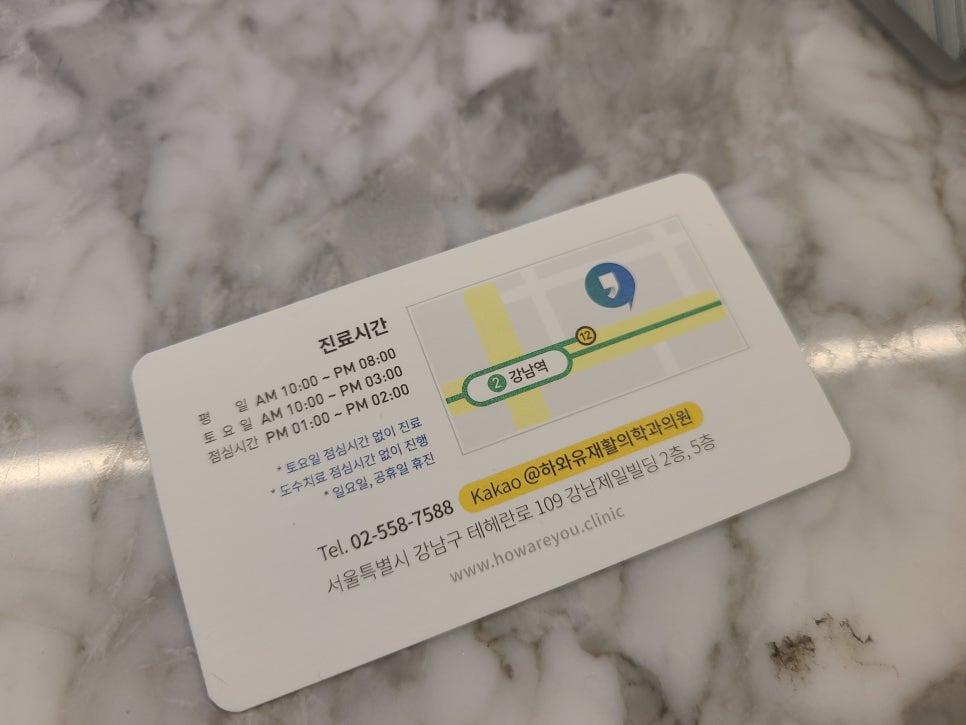 진료시간
평 일 AM 10:00 ~ PM 08:00
토 요 일 AM 10:00 ~ PM 03:00
점심시간 PM 01:00 ~ PM 02:00
* 토요일 점심시간 없이 진료
* 도수치료 점심시간 없이 진행
* 일요일, 공휴일 휴진
2 강남역
12
Tel. 02-558-7588 Kakao @하와유재활의학과의원
서울특별시 강남구 테헤란로 109 강남제일빌딩 2층, 5층
www.howareyou.clinic